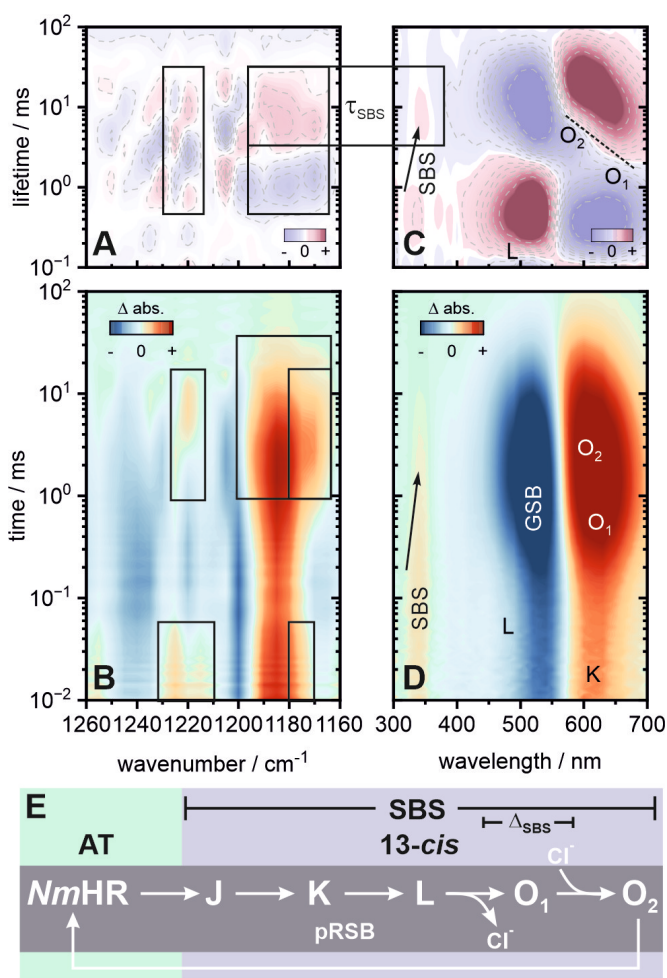 lifetime / ms
10²
10¹
10⁰
10⁻¹
A
- 0 +
τSBS
SBS
L
O₂
O₁
C
- 0 +
time / ms
10²
10¹
10⁰
10⁻¹
10⁻²
Δ abs.
- 0 +
B
1260 1220 1200 1180 1160
wavenumber / cm⁻¹
Δ abs.
- 0 +
SBS
GSB
O₂
O₁
L
K
D
300 400 500 600 700
wavelength / nm
E
SBS
ΔSBS
AT
13-cis
Cl⁻
NmHR J K L O₁ O₂
pRSB
Cl⁻